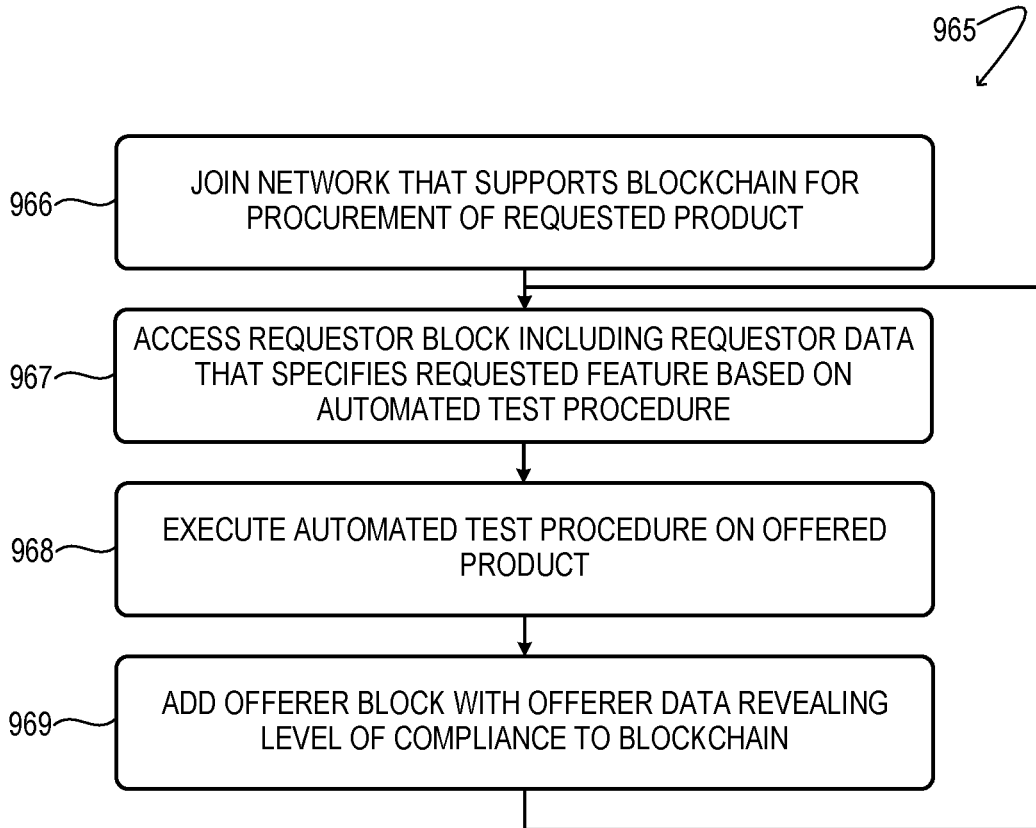 965
966
JOIN NETWORK THAT SUPPORTS BLOCKCHAIN FOR
PROCUREMENT OF REQUESTED PRODUCT
967
ACCESS REQUESTOR BLOCK INCLUDING REQUESTOR DATA
THAT SPECIFIES REQUESTED FEATURE BASED ON
AUTOMATED TEST PROCEDURE
968
EXECUTE AUTOMATED TEST PROCEDURE ON OFFERED
PRODUCT
969
ADD OFFERER BLOCK WITH OFFERER DATA REVEALING
LEVEL OF COMPLIANCE TO BLOCKCHAIN